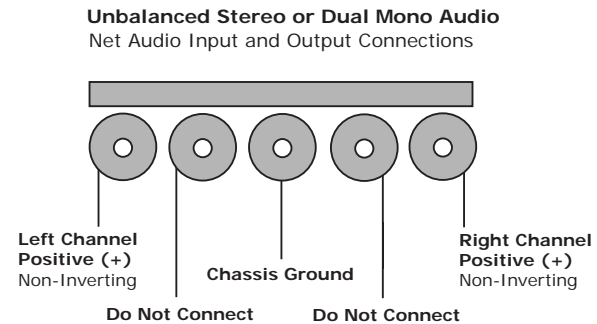 Unbalanced Stereo or Dual Mono Audio
Net Audio Input and Output Connections
Left Channel
Positive (+)
Non-Inverting
Do Not Connect
Chassis Ground
Do Not Connect
Right Channel
Positive (+)
Non-Inverting